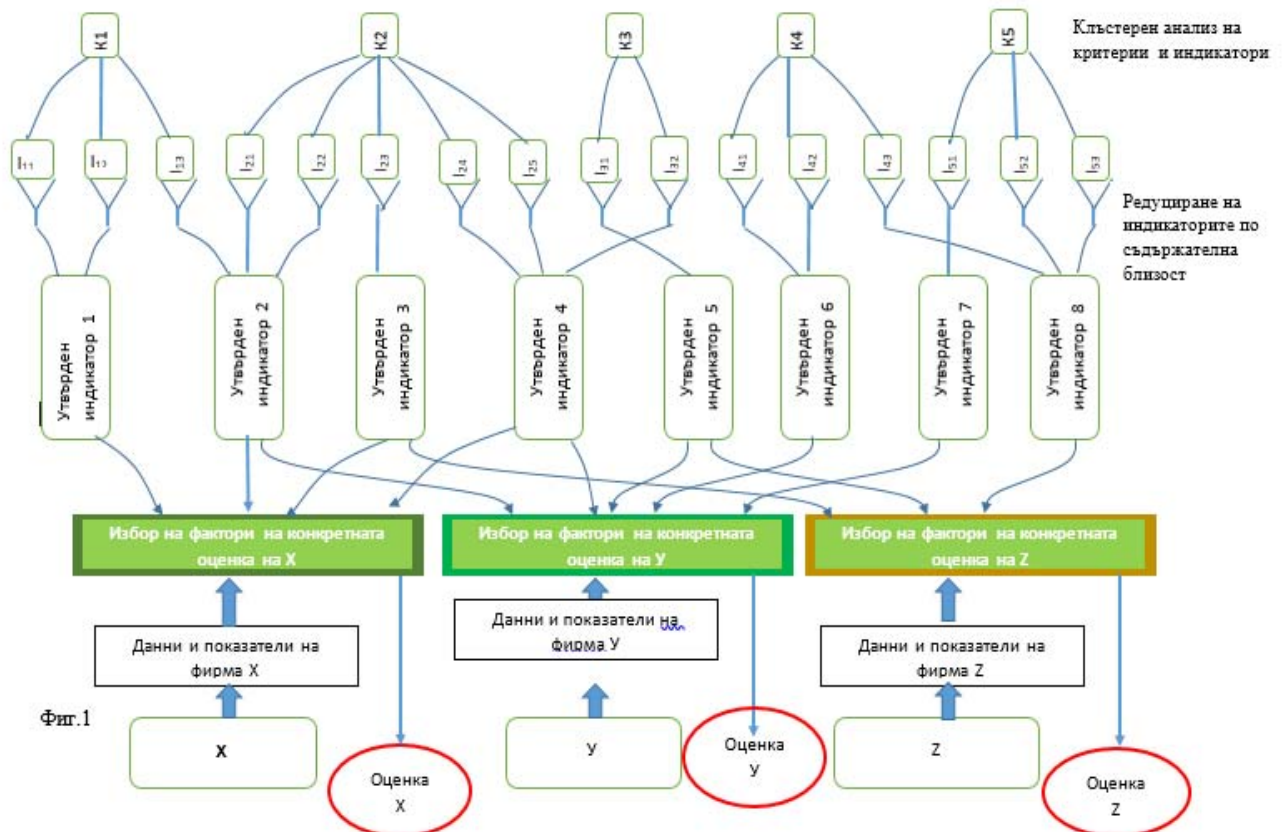 К1
К2
К3
К4
К5
Клъстерен анализ на
критерии и индикатори
I₁₁
I₁₂
I₁₃
I₂₁
I₂₂
I₂₃
I₂₄
I₂₅
I₃₁
I₃₂
I₄₁
I₄₂
I₄₃
I₅₁
I₅₂
I₅₃
Редуциране на
индикаторите по
съдържателна
близост
Утвърден
индикатор 1
Утвърден
индикатор 2
Утвърден
индикатор 3
Утвърден
индикатор 4
Утвърден
индикатор 5
Утвърден
индикатор 6
Утвърден
индикатор 7
Утвърден
индикатор 8
Избор на фактори на конкретната
оценка на X
Избор на фактори на конкретната
оценка на У
Избор на фактори на конкретната
оценка на Z
Данни и показатели на
фирма X
Данни и показатели на
фирма У
Данни и показатели на
фирма Z
Фиг.1
X
Оценка
X
У
Оценка
У
Z
Оценка
Z